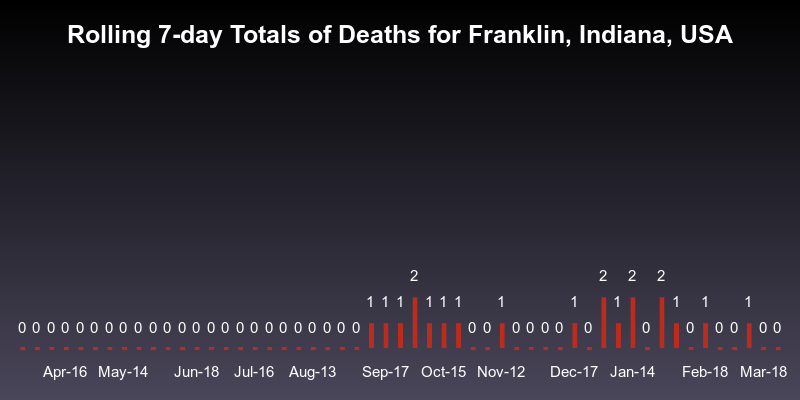 Rolling 7-day Totals of Deaths for Franklin, Indiana, USA
2 2 2 2
1 1 1 1 1 1 1 1 1 1 1 1
0 0 0 0 0 0 0 0 0 0 0 0 0 0 0 0 0 0 0 0 0 0 0 0 0 0 0 0 0 0 0 0 0 0 0 0 0
Apr-16 May-14 Jun-18 Jul-16 Aug-13 Sep-17 Oct-15 Nov-12 Dec-17 Jan-14 Feb-18 Mar-18